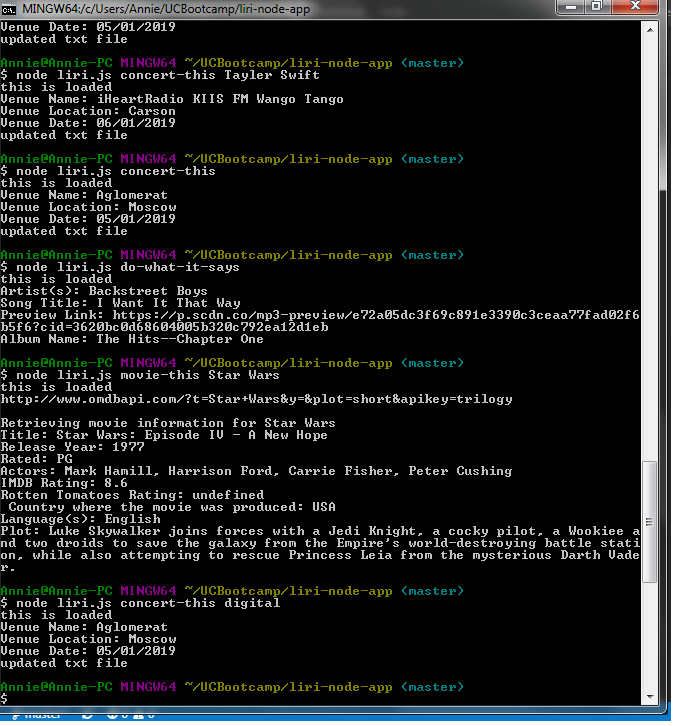 MINGW64:/c/Users/Annie/UCBootcamp/liri-node-app
Venue Date: 05/01/2019
updated txt file
Annie@Annie-PC MINGW64 ~/UCBootcamp/liri-node-app (master)
$ node liri.js concert-this Tayler Swift
this is loaded
Venue Name: iHeartRadio KIIS FM Wango Tango
Venue Location: Carson
Venue Date: 06/01/2019
updated txt file
Annie@Annie-PC MINGW64 ~/UCBootcamp/liri-node-app (master)
$ node liri.js concert-this
this is loaded
Venue Name: Aglomerat
Venue Location: Moscow
Venue Date: 05/01/2019
updated txt file
Annie@Annie-PC MINGW64 ~/UCBootcamp/liri-node-app (master)
$ node liri.js do-what-it-says
this is loaded
Artist(s): Backstreet Boys
Song Title: I Want It That Way
Preview Link: https://p.scdn.co/mp3-preview/e72a05dc3f69c891e3390c3ceaa77fad02f6
b5f6?cid=3620bc0d68604005b320c792ea12d1eb
Album Name: The Hits--Chapter One
Annie@Annie-PC MINGW64 ~/UCBootcamp/liri-node-app (master)
$ node liri.js movie-this Star Wars
this is loaded
http://www.omdbapi.com/?t=Star+Wars&y=&plot=short&apikey=trilogy
Retrieving movie information for Star Wars
Title: Star Wars: Episode IV - A New Hope
Release Year: 1977
Rated: PG
Actors: Mark Hamill, Harrison Ford, Carrie Fisher, Peter Cushing
IMDB Rating: 8.6
Rotten Tomatoes Rating: undefined
Country where the movie was produced: USA
Language(s): English
Plot: Luke Skywalker joins forces with a Jedi Knight, a cocky pilot, a Wookiee a
nd two droids to save the galaxy from the Empire's world-destroying battle stati
on, while also attempting to rescue Princess Leia from the mysterious Darth Vade
r.
Annie@Annie-PC MINGW64 ~/UCBootcamp/liri-node-app (master)
$ node liri.js concert-this digital
this is loaded
Venue Name: Aglomerat
Venue Location: Moscow
Venue Date: 05/01/2019
updated txt file
Annie@Annie-PC MINGW64 ~/UCBootcamp/liri-node-app (master)
$
master